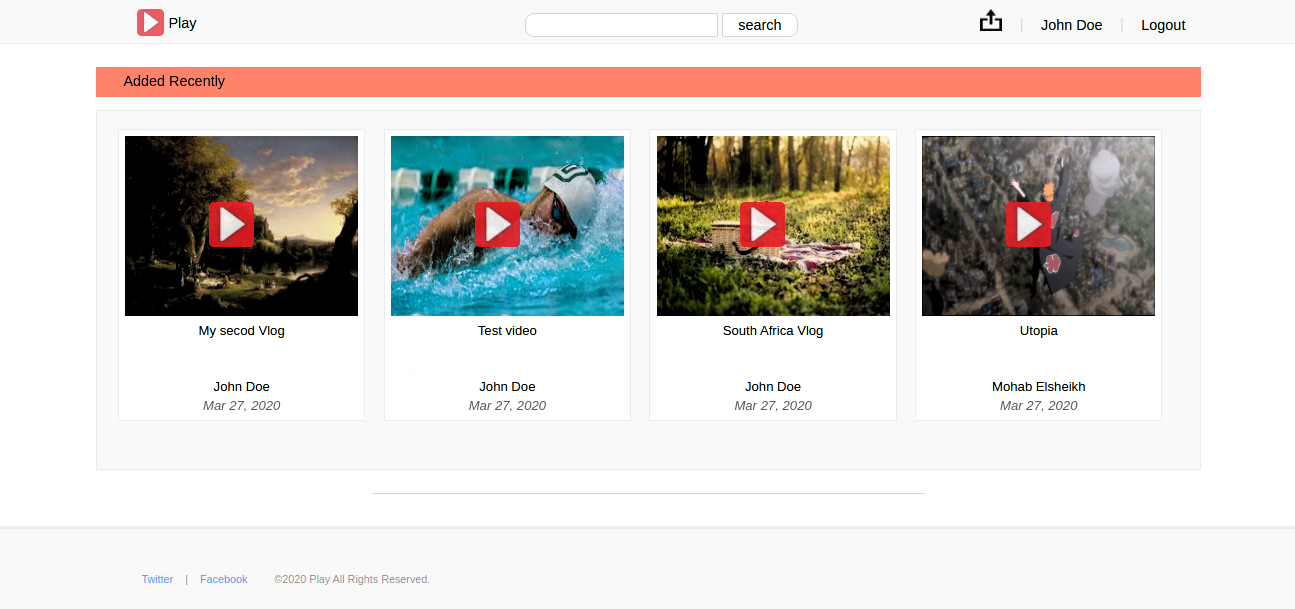 Play
search
John Doe | Logout
Added Recently
My secod Vlog
John Doe
Mar 27, 2020
Test video
John Doe
Mar 27, 2020
South Africa Vlog
John Doe
Mar 27, 2020
Utopia
Mohab Elsheikh
Mar 27, 2020
Twitter | Facebook ©2020 Play All Rights Reserved.